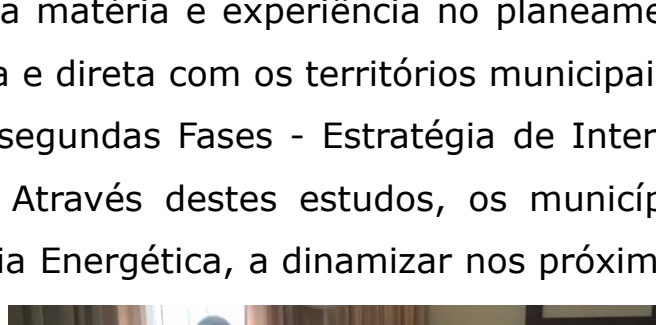 a matéria e experiência no
e direta com os territórios
segundas Fases - Estratégia de
Através destes estudos, os
Energética, a dinamizar nos